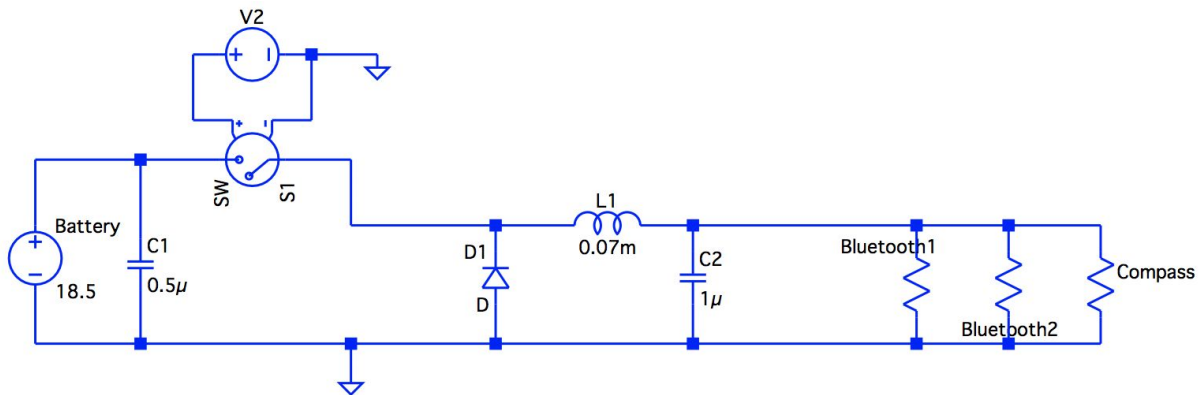 V2
SW
S1
Battery
18.5
C1
0.5µ
D1
D
L1
0.07m
C2
1µ
Bluetooth1
Bluetooth2
Compass